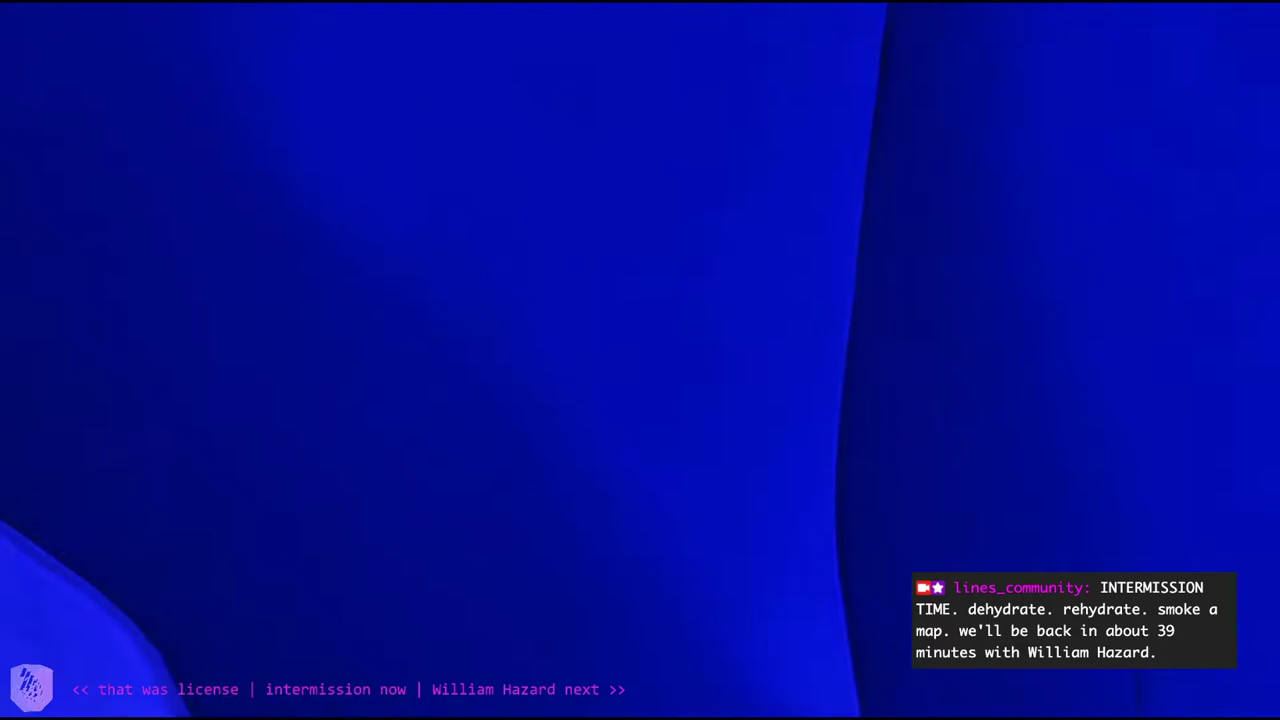 lines_community: INTERMISSION
TIME. dehydrate. rehydrate. smoke a
map. we'll be back in about 39
minutes with William Hazard.
<< that was license | intermission now | William Hazard next >>